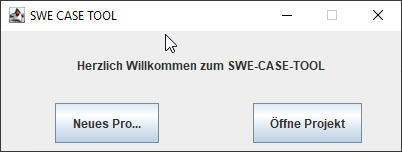 SWE CASE TOOL
Herzlich Willkommen zum SWE-CASE-TOOL
Neues Pro...
Öffne Projekt